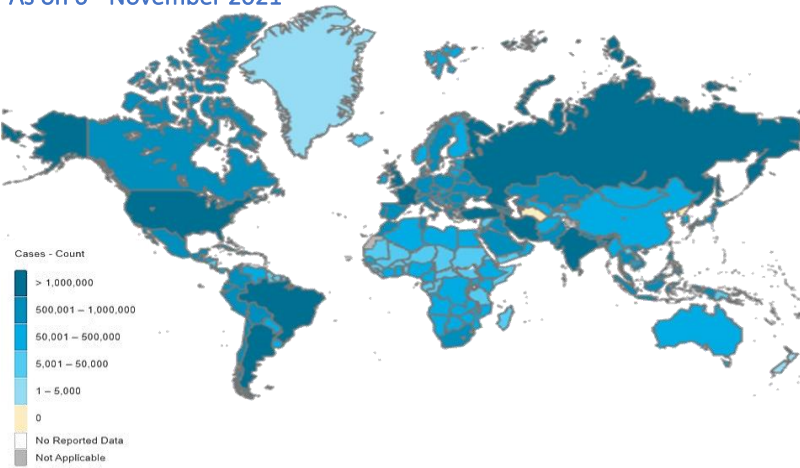 As on 6 November 2021
Cases - Count
> 1,000,000
500,001 – 1,000,000
50,001 – 500,000
5,001 – 50,000
1 – 5,000
0
No Reported Data
Not Applicable